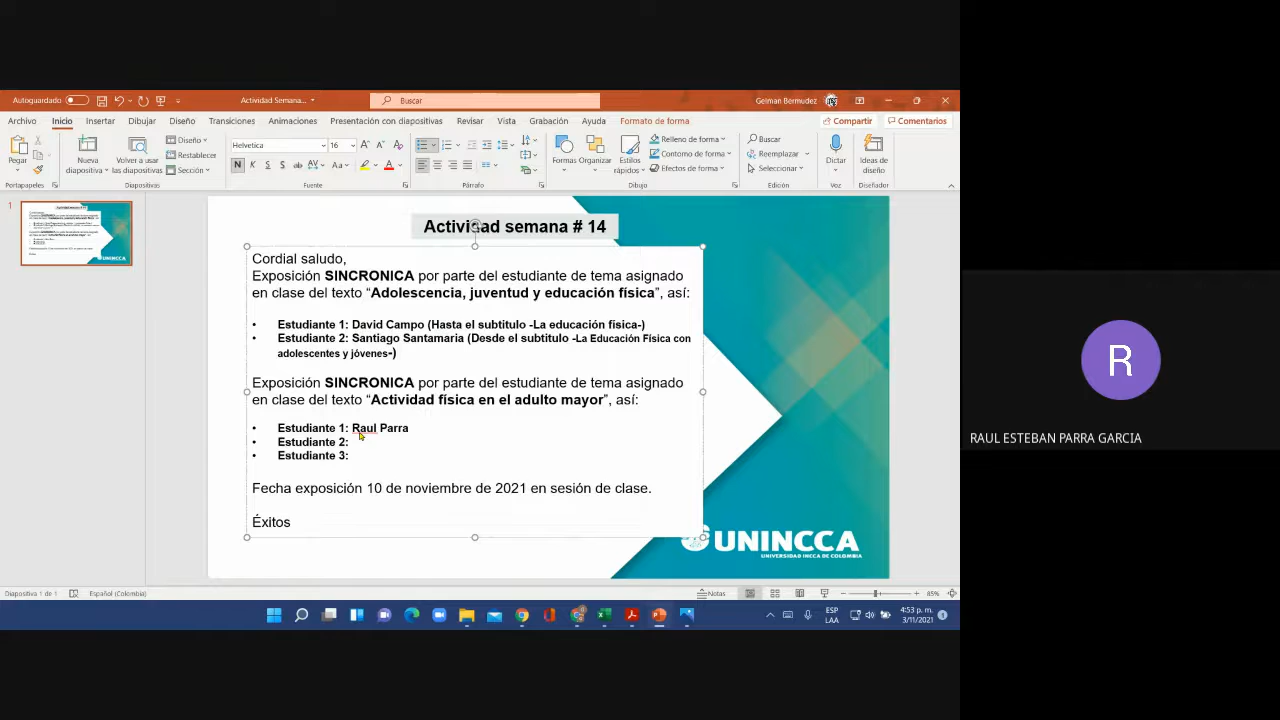 Autoguardado
Actividad Semana...
Buscar
Gelman Bermudez
Archivo Inicio Insertar Dibujar Diseño Transiciones Animaciones Presentación con diapositivas Revisar Vista Grabación Ayuda Formato de forma
Compartir Comentarios
Pegar
Nueva diapositiva
Volver a usar las diapositivas
Diseño
Restablecer
Sección
Helvetica 16
N K S S ab AV Aa A
Formas Organizar Estilos rápidos
Relleno de forma
Contorno de forma
Efectos de forma
Buscar
Reemplazar
Seleccionar
Dictar
Ideas de diseño
Portapapeles Diapositivas Fuente Párrafo Dibujo Edición Voz Diseñador
1
Actividad semana # 14
Cordial saludo,
Exposición SINCRONICA por parte del estudiante de tema asignado
en clase del texto “Adolescencia, juventud y educación física”, así:
• Estudiante 1: David Campo (Hasta el subtitulo -La educación física-)
• Estudiante 2: Santiago Santamaria (Desde el subtitulo -La Educación Física con
adolescentes y jóvenes-)
Exposición SINCRONICA por parte del estudiante de tema asignado
en clase del texto “Actividad física en el adulto mayor”, así:
• Estudiante 1: Raul Parra
• Estudiante 2:
• Estudiante 3:
Fecha exposición 10 de noviembre de 2021 en sesión de clase.
Éxitos
UNINCCA
UNIVERSIDAD INCCA DE COLOMBIA
R
RAUL ESTEBAN PARRA GARCIA
Diapositiva 1 de 1 Español (Colombia) Notas 85%
ESP
LAA
4:53 p. m.
3/11/2021